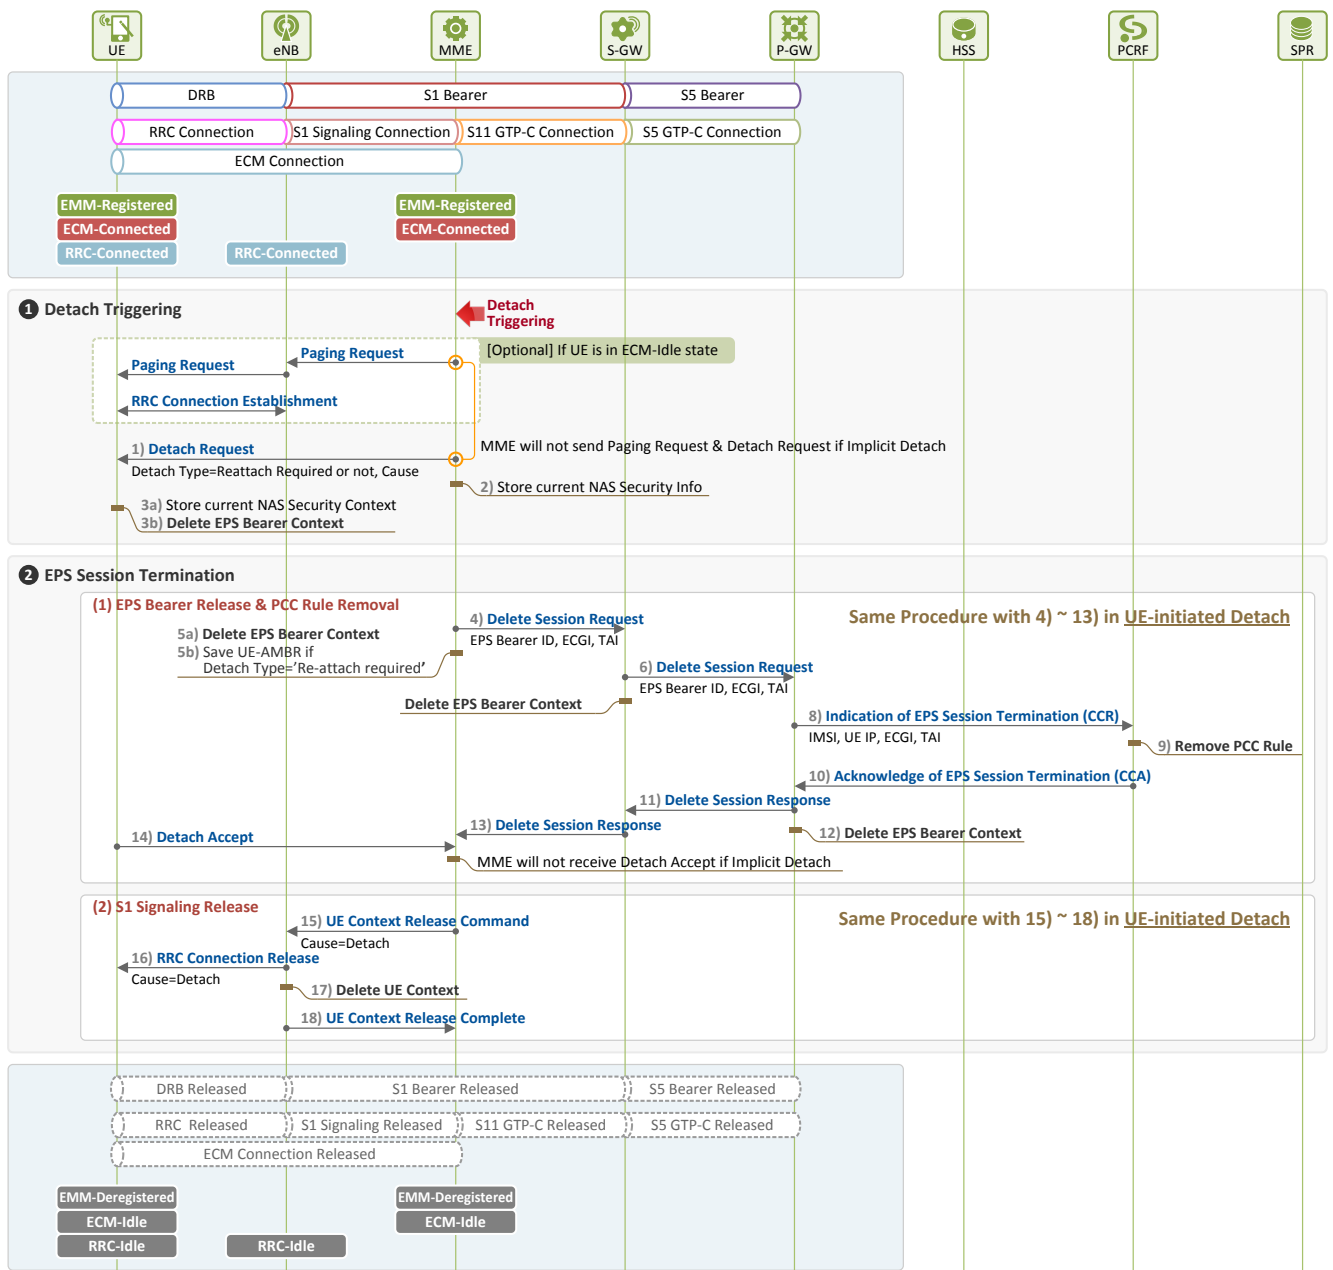 UE
eNB
MME
S-GW
P-GW
HSS
PCRF
SPR
DRB
S1 Bearer
S5 Bearer
RRC Connection
S1 Signaling Connection
S11 GTP-C Connection
S5 GTP-C Connection
ECM Connection
EMM-Registered
EMM-Registered
ECM-Connected
ECM-Connected
RRC-Connected
RRC-Connected
1 Detach Triggering
Detach
Triggering
[Optional] If UE is in ECM-Idle state
Paging Request
Paging Request
RRC Connection Establishment
MME will not send Paging Request & Detach Request if Implicit Detach
1) Detach Request
Detach Type=Reattach Required or not, Cause
2) Store current NAS Security Info
3a) Store current NAS Security Context
3b) Delete EPS Bearer Context
2 EPS Session Termination
(1) EPS Bearer Release & PCC Rule Removal
Same Procedure with 4) ~ 13) in UE-initiated Detach
4) Delete Session Request
EPS Bearer ID, ECGI, TAI
5a) Delete EPS Bearer Context
5b) Save UE-AMBR if
Detach Type='Re-attach required'
6) Delete Session Request
EPS Bearer ID, ECGI, TAI
Delete EPS Bearer Context
8) Indication of EPS Session Termination (CCR)
IMSI, UE IP, ECGI, TAI
9) Remove PCC Rule
10) Acknowledge of EPS Session Termination (CCA)
11) Delete Session Response
12) Delete EPS Bearer Context
13) Delete Session Response
14) Detach Accept
MME will not receive Detach Accept if Implicit Detach
(2) S1 Signaling Release
Same Procedure with 15) ~ 18) in UE-initiated Detach
15) UE Context Release Command
Cause=Detach
16) RRC Connection Release
Cause=Detach
17) Delete UE Context
18) UE Context Release Complete
DRB Released
S1 Bearer Released
S5 Bearer Released
RRC Released
S1 Signaling Released
S11 GTP-C Released
S5 GTP-C Released
ECM Connection Released
EMM-Deregistered
EMM-Deregistered
ECM-Idle
ECM-Idle
RRC-Idle
RRC-Idle